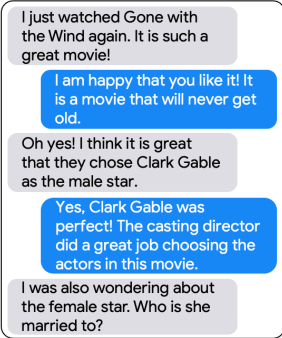 I just watched Gone with
the Wind again. It is such a
great movie!
I am happy that you like it! It
is a movie that will never get
old.
Oh yes! I think it is great
that they chose Clark Gable
as the male star.
Yes, Clark Gable was
perfect! The casting director
did a great job choosing the
actors in this movie.
I was also wondering about
the female star. Who is she
married to?